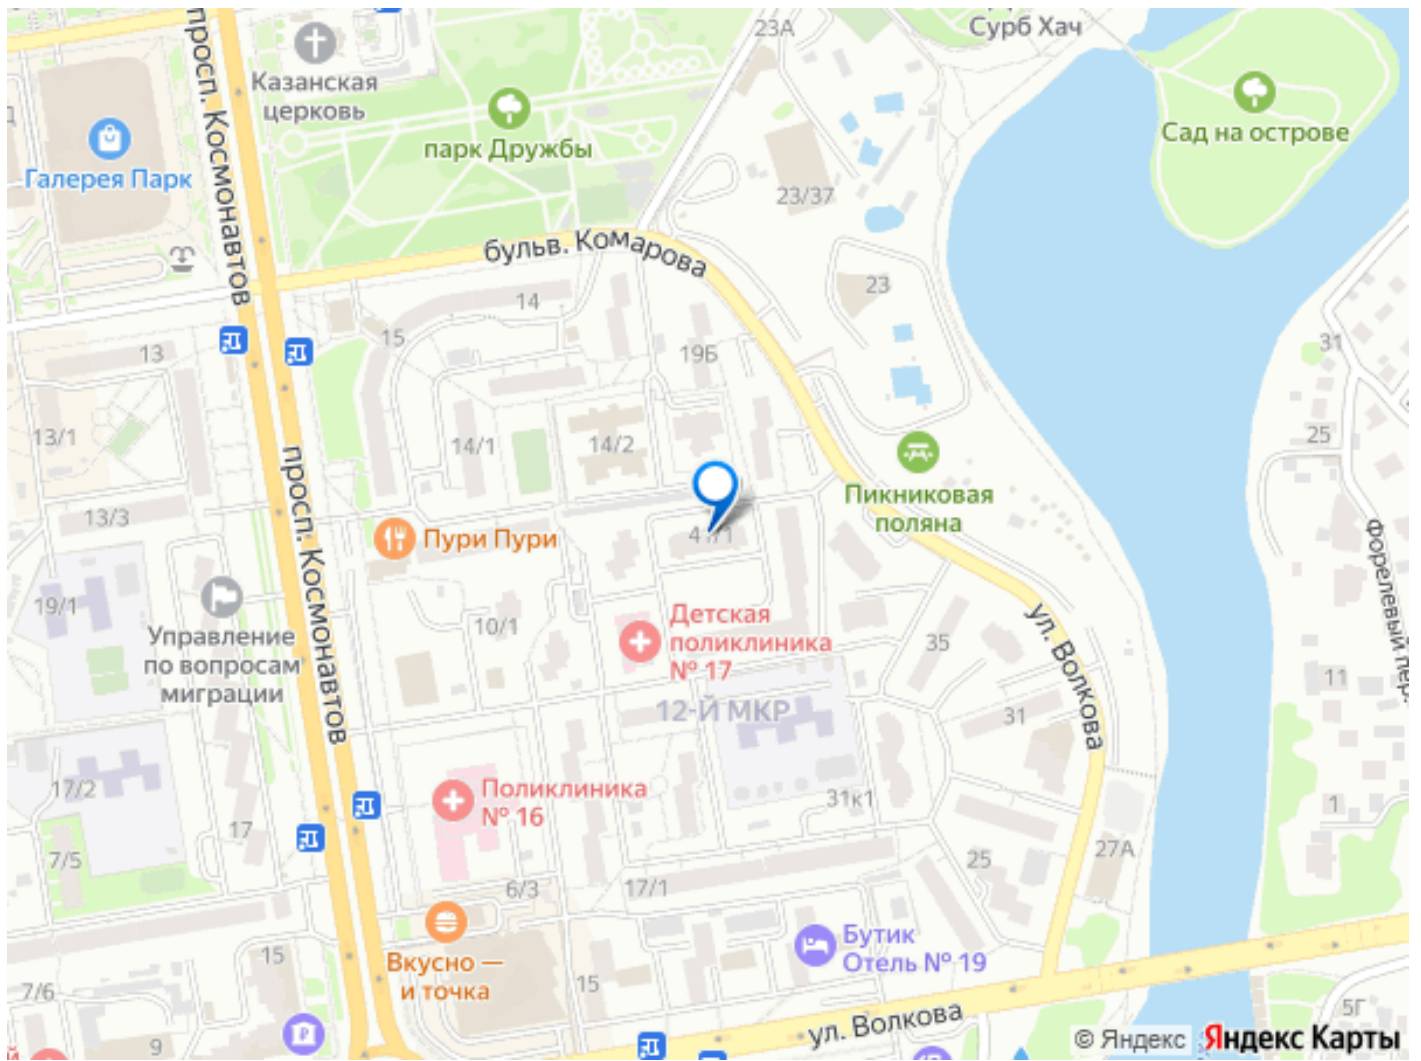 23А
Сурб Хач
Казанская
церковь
парк Дружбы
Сад на острове
Галерея Парк
просп. Космонавтов
23/37
бульв. Комарова
23
14
15
13
19Б
31
13/1
14/1
14/2
25
Пикниковая
поляна
13/3
Пури Пури
41/1
форелевый пер.
19/1
Управление
по вопросам
миграции
просп. Космонавтов
10/1
Детская
поликлиника
№ 17
35
ул. Волкова
11
12-Й МКР
31
17/2
Поликлиника
№ 16
31к1
1
17
7/5
25
27А
6/3
17/1
Бутик
Отель № 19
Вкусно —
и точка
15
15
7/6
ул. Волкова
5Г
9
© Яндекс Яндекс Карты